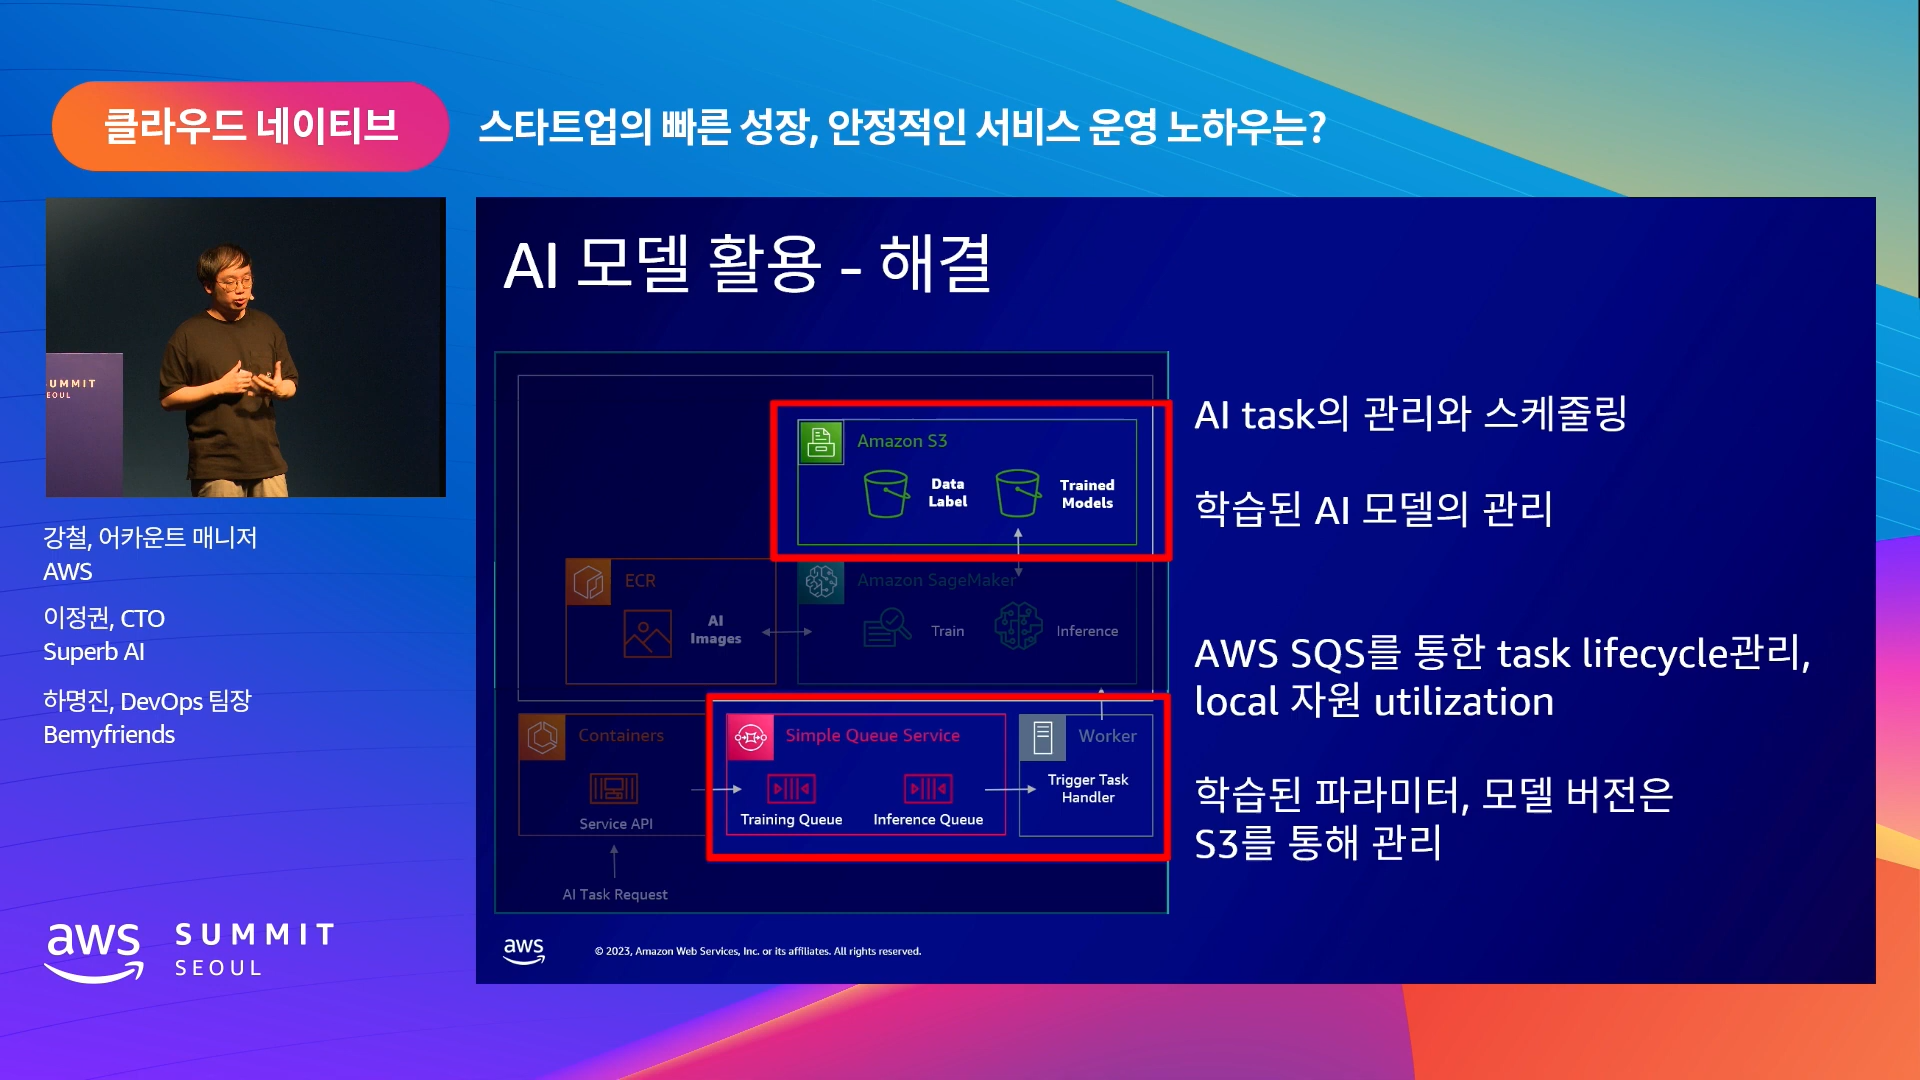 클라우드 네이티브
스타트업의 빠른 성장, 안정적인 서비스 운영 노하우는?
UMMIT
EOUL
강철, 어카운트 매니저
AWS
이정권, CTO
Superb AI
하명진, DevOps 팀장
Bemyfriends
aws
SUMMIT
SEOUL
AI 모델 활용 - 해결
Amazon S3
Data
Label
Trained
Models
ECR
AI
Images
Amazon SageMaker
Train
Inference
Containers
Service API
AI Task Request
Simple Queue Service
Training Queue
Inference Queue
Worker
Trigger Task
Handler
AI task의 관리와 스케줄링
학습된 AI 모델의 관리
AWS SQS를 통한 task lifecycle관리,
local 자원 utilization
학습된 파라미터, 모델 버전은
S3를 통해 관리
aws
© 2023, Amazon Web Services, Inc. or its affiliates. All rights reserved.